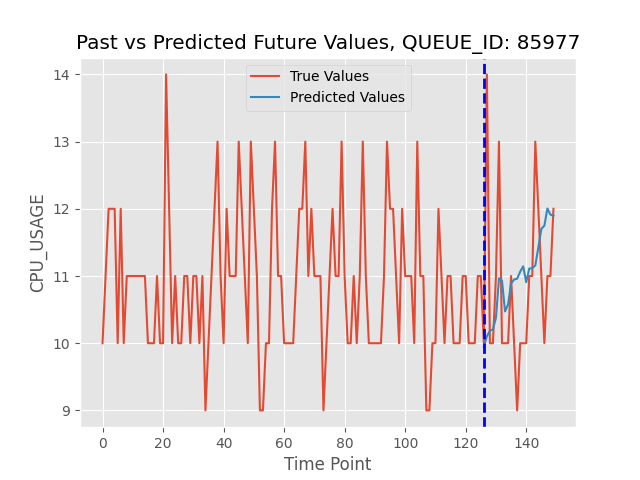 Past vs Predicted Future Values, QUEUE_ID: 85977
True Values
Predicted Values
14
13
12
11
10
9
CPU_USAGE
0 20 40 60 80 100 120 140
Time Point